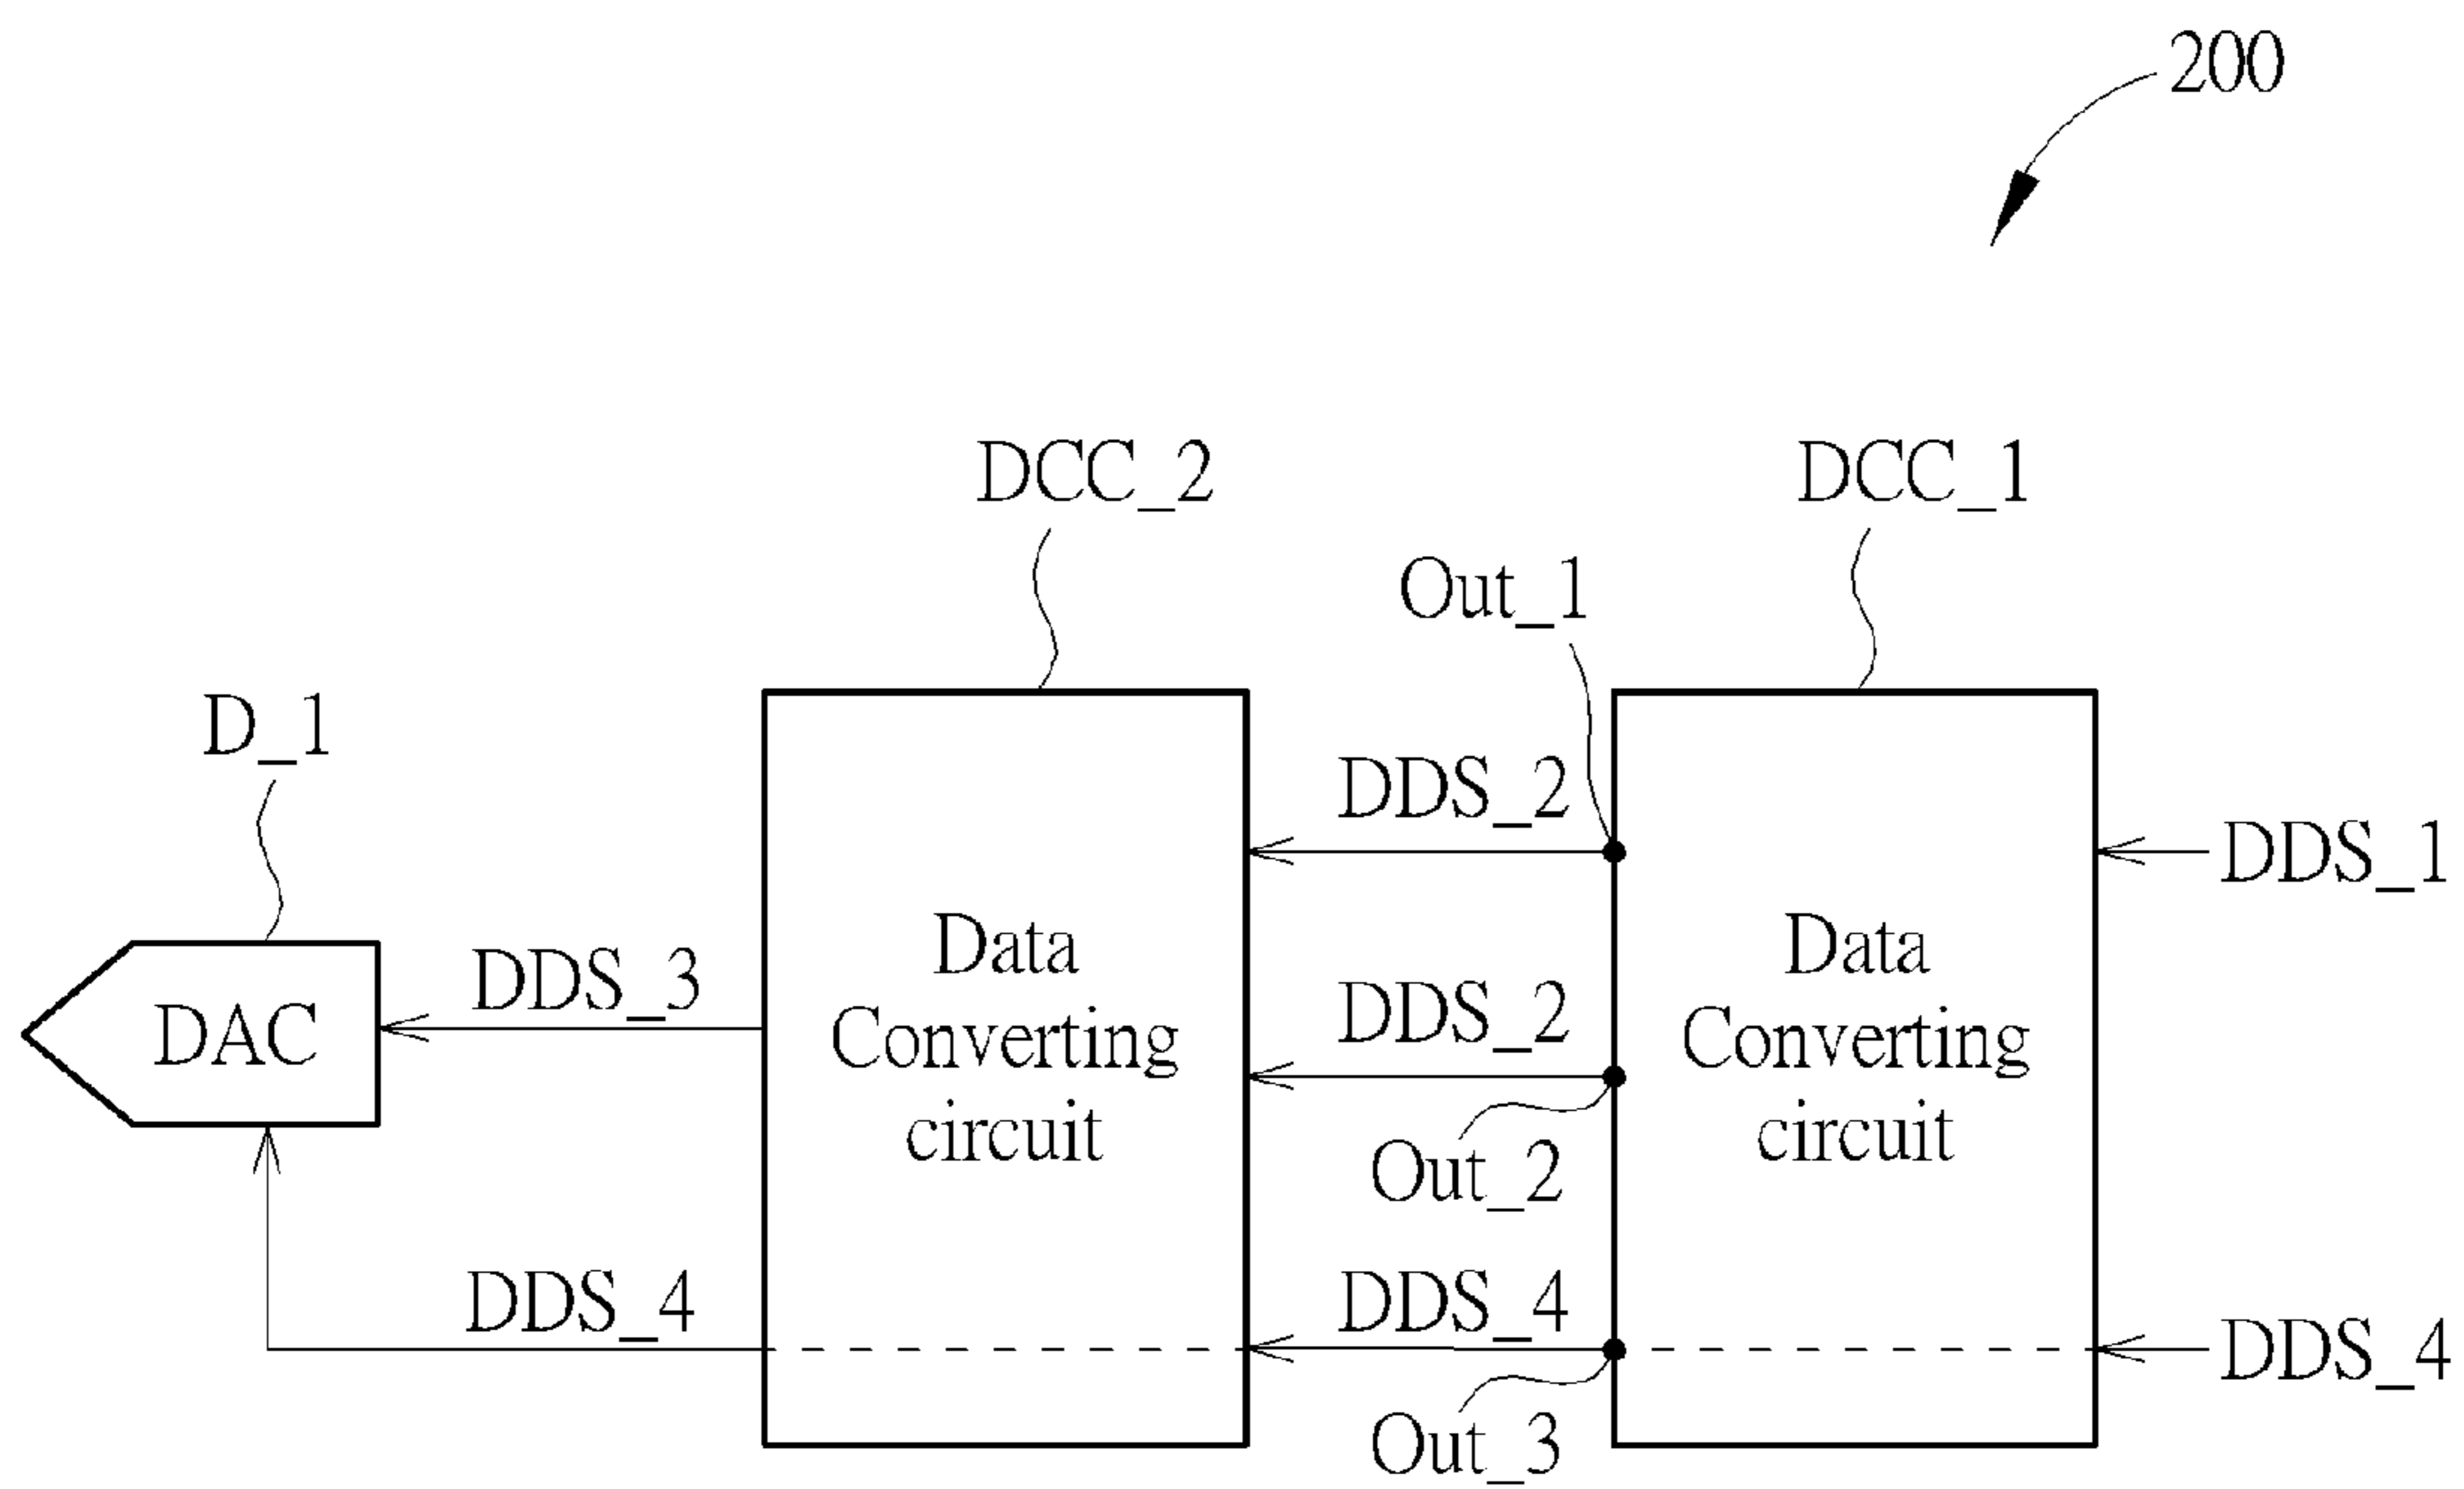 200
DCC_2
DCC_1
Out_1
D_1
DDS_2
DDS_1
DDS_3
Data
Converting
circuit
Data
Converting
circuit
DDS_2
DAC
Out_2
DDS_4
DDS_4
DDS_4
Out_3